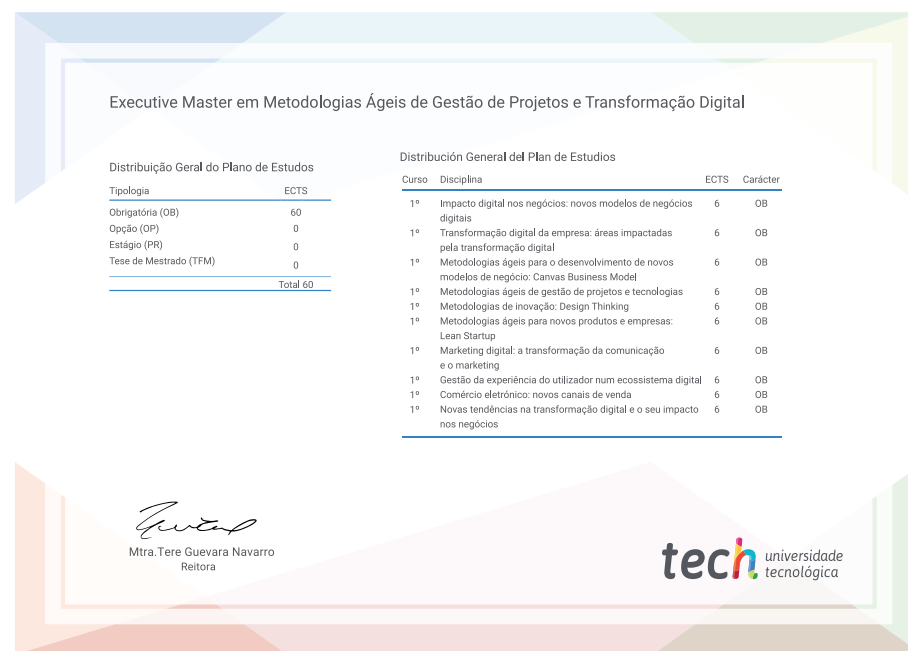 Executive Master em Metodologias Ágeis de Gestão de Projetos e Transformação Digital
Distribuição Geral do Plano de Estudos
Tipologia ECTS
Obrigatória (OB) 60
Opção (OP) 0
Estágio (PR) 0
Tese de Mestrado (TFM) 0
Total 60
Distribución General del Plan de Estudios
Curso Disciplina ECTS Carácter
1º Impacto digital nos negócios: novos modelos de negócios 6 OB
digitais
1º Transformação digital da empresa: áreas impactadas 6 OB
pela transformação digital
1º Metodologias ágeis para o desenvolvimento de novos 6 OB
modelos de negócio: Canvas Business Model
1º Metodologias ágeis de gestão de projetos e tecnologias 6 OB
1º Metodologias de inovação: Design Thinking 6 OB
1º Metodologias ágeis para novos produtos e empresas: 6 OB
Lean Startup
1º Marketing digital: a transformação da comunicação 6 OB
e o marketing
1º Gestão da experiência do utilizador num ecossistema digital 6 OB
1º Comércio eletrónico: novos canais de venda 6 OB
1º Novas tendências na transformação digital e o seu impacto 6 OB
nos negócios
Mtra.Tere Guevara Navarro
Reitora
tech universidade
tecnológica